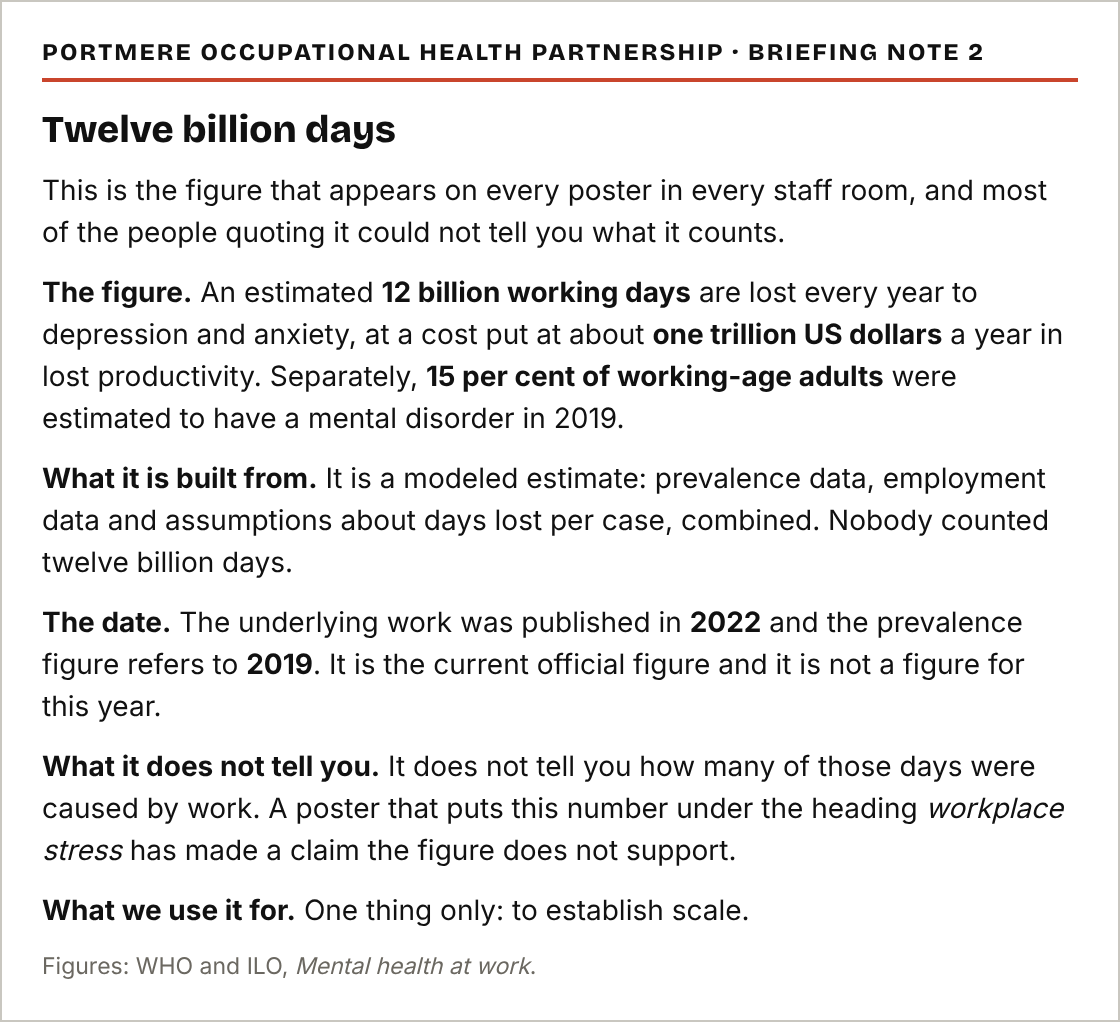 PORTMERE OCCUPATIONAL HEALTH PARTNERSHIP · BRIEFING NOTE 2
Twelve billion days
This is the figure that appears on every poster in every staff room, and most
of the people quoting it could not tell you what it counts.
The figure. An estimated 12 billion working days are lost every year to
depression and anxiety, at a cost put at about one trillion US dollars a year in
lost productivity. Separately, 15 per cent of working-age adults were
estimated to have a mental disorder in 2019.
What it is built from. It is a modeled estimate: prevalence data, employment
data and assumptions about days lost per case, combined. Nobody counted
twelve billion days.
The date. The underlying work was published in 2022 and the prevalence
figure refers to 2019. It is the current official figure and it is not a figure for
this year.
What it does not tell you. It does not tell you how many of those days were
caused by work. A poster that puts this number under the heading workplace
stress has made a claim the figure does not support.
What we use it for. One thing only: to establish scale.
Figures: WHO and ILO, Mental health at work.